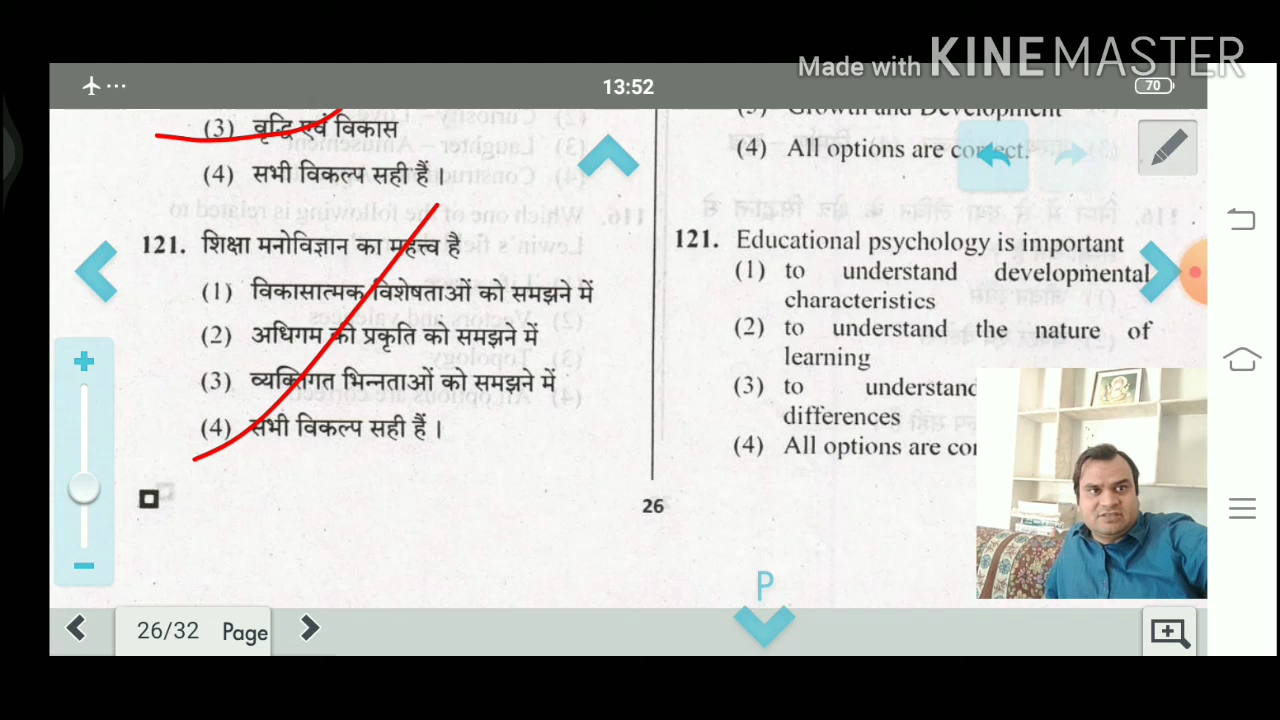 Made with KINEMASTER
13:52
70
(3) वृद्धि एवं विकास
(4) सभी विकल्प सही हैं ।
121. शिक्षा मनोविज्ञान का महत्त्व है
(1) विकासात्मक विशेषताओं को समझने में
(2) अधिगम की प्रकृति को समझने में
(3) व्यक्तिगत भिन्नताओं को समझने में
(4) सभी विकल्प सही हैं ।
(3) Growth and Development
(4) All options are correct.
121. Educational psychology is important
(1) to understand developmental
characteristics
(2) to understand the nature of
learning
(3) to understand
differences
(4) All options are
26
P
26/32 Page